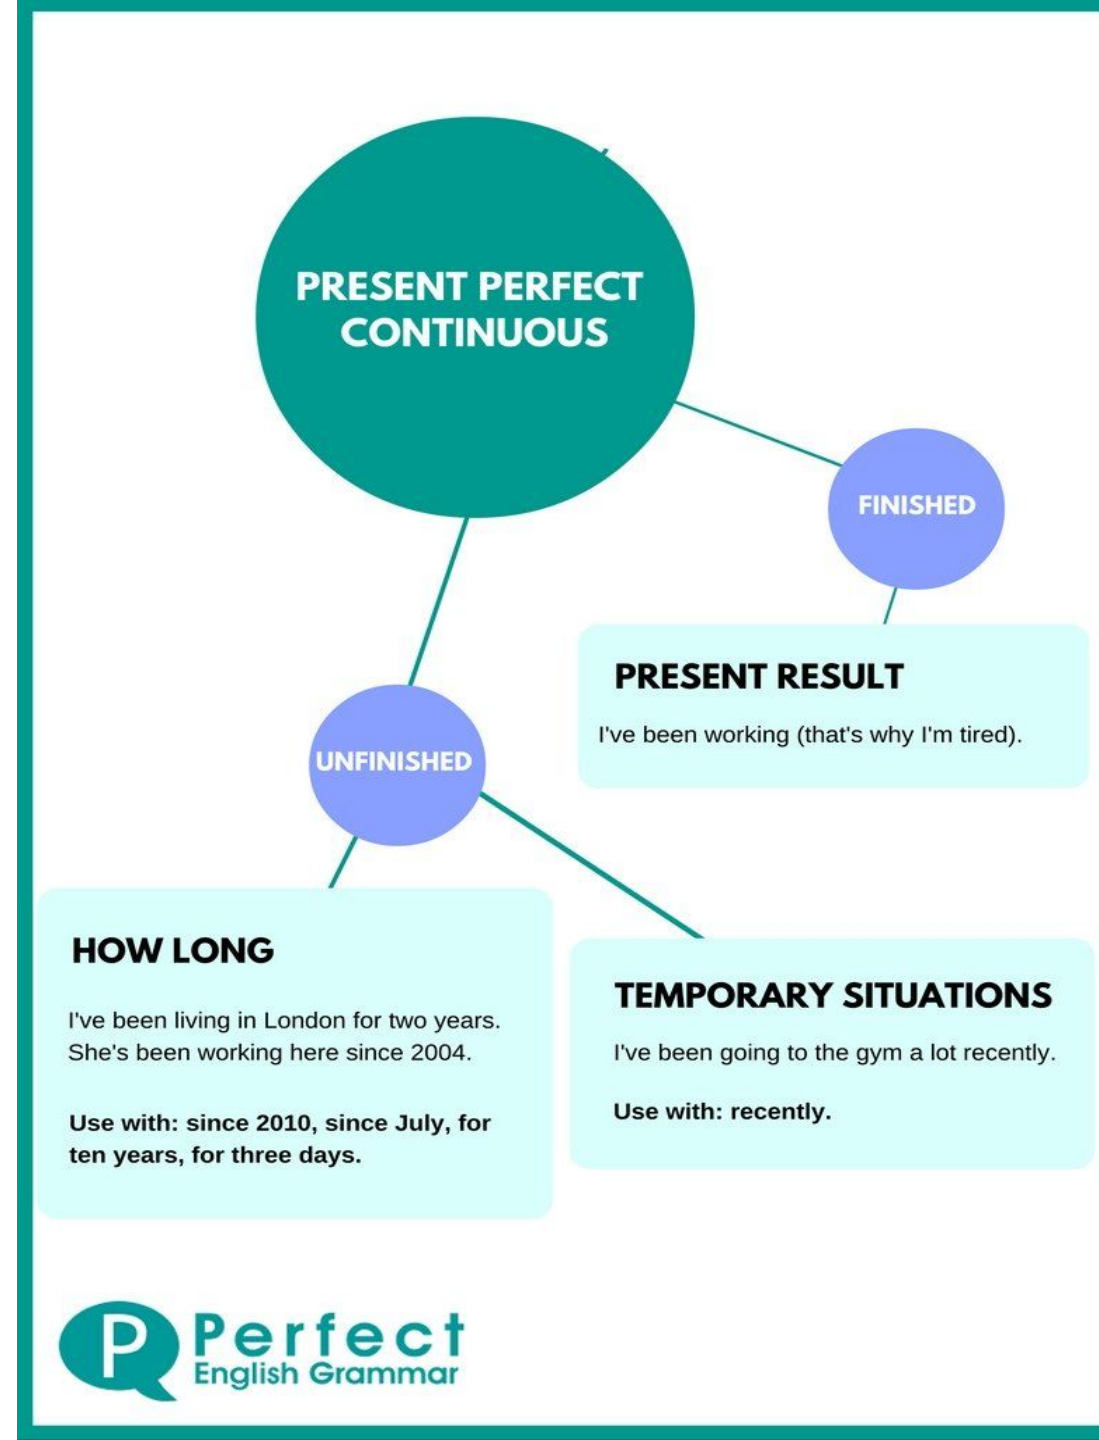 PRESENT PERFECT
CONTINUOUS
FINISHED
PRESENT RESULT
I've been working (that's why I'm tired).
UNFINISHED
HOW LONG
I've been living in London for two years.
She's been working here since 2004.
Use with: since 2010, since July, for
ten years, for three days.
TEMPORARY SITUATIONS
I've been going to the gym a lot recently.
Use with: recently.
P
Perfect
English Grammar